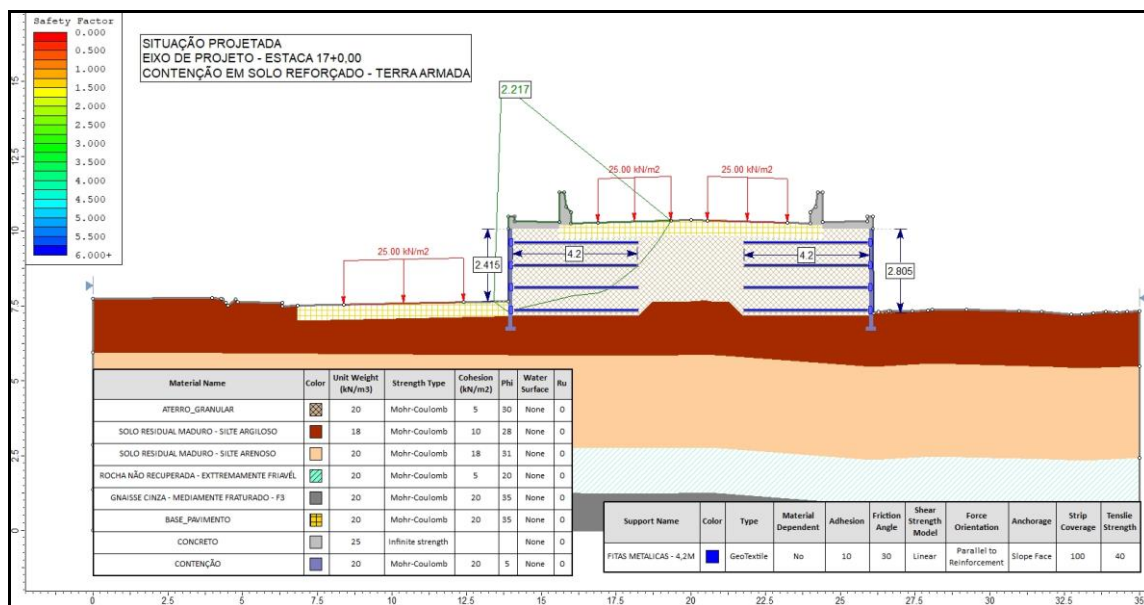 Safety Factor
0.000
0.500
1.000
1.500
2.000
2.500
3.000
3.500
4.000
4.500
5.000
5.500
6.000+
SITUAÇÃO PROJETADA
EIXO DE PROJETO - ESTACA 17+0,00
CONTENÇÃO EM SOLO REFORÇADO - TERRA ARMADA
2.217
25.00 kN/m2
25.00 kN/m2
25.00 kN/m2
2.415
4.2
4.2
2.805
15
12.5
10
7.5
5
2.5
0
Material Name Color Unit Weight (kN/m3) Strength Type Cohesion (kN/m2) Phi Water Surface Ru
ATERRO_GRANULAR 20 Mohr-Coulomb 5 30 None 0
SOLO RESIDUAL MADURO - SILTE ARGILOSO 18 Mohr-Coulomb 10 28 None 0
SOLO RESIDUAL MADURO - SILTE ARENOSO 20 Mohr-Coulomb 18 31 None 0
ROCHA NÃO RECUPERADA - EXTTREMAMENTE FRIAVÉL 20 Mohr-Coulomb 5 20 None 0
GNAISSE CINZA - MEDIAMENTE FRATURADO - F3 20 Mohr-Coulomb 20 35 None 0
BASE_PAVIMENTO 20 Mohr-Coulomb 20 35 None 0
CONCRETO 25 Infinite strength None 0
CONTENÇÃO 20 Mohr-Coulomb 20 5 None 0
Support Name Color Type Material Dependent Adhesion Friction Angle Shear Strength Model Force Orientation Anchorage Strip Coverage Tensile Strength
FITAS METALICAS - 4,2M GeoTextile No 10 30 Linear Parallel to Reinforcement Slope Face 100 40
0 2.5 5 7.5 10 12.5 15 17.5 20 22.5 25 27.5 30 32.5 35